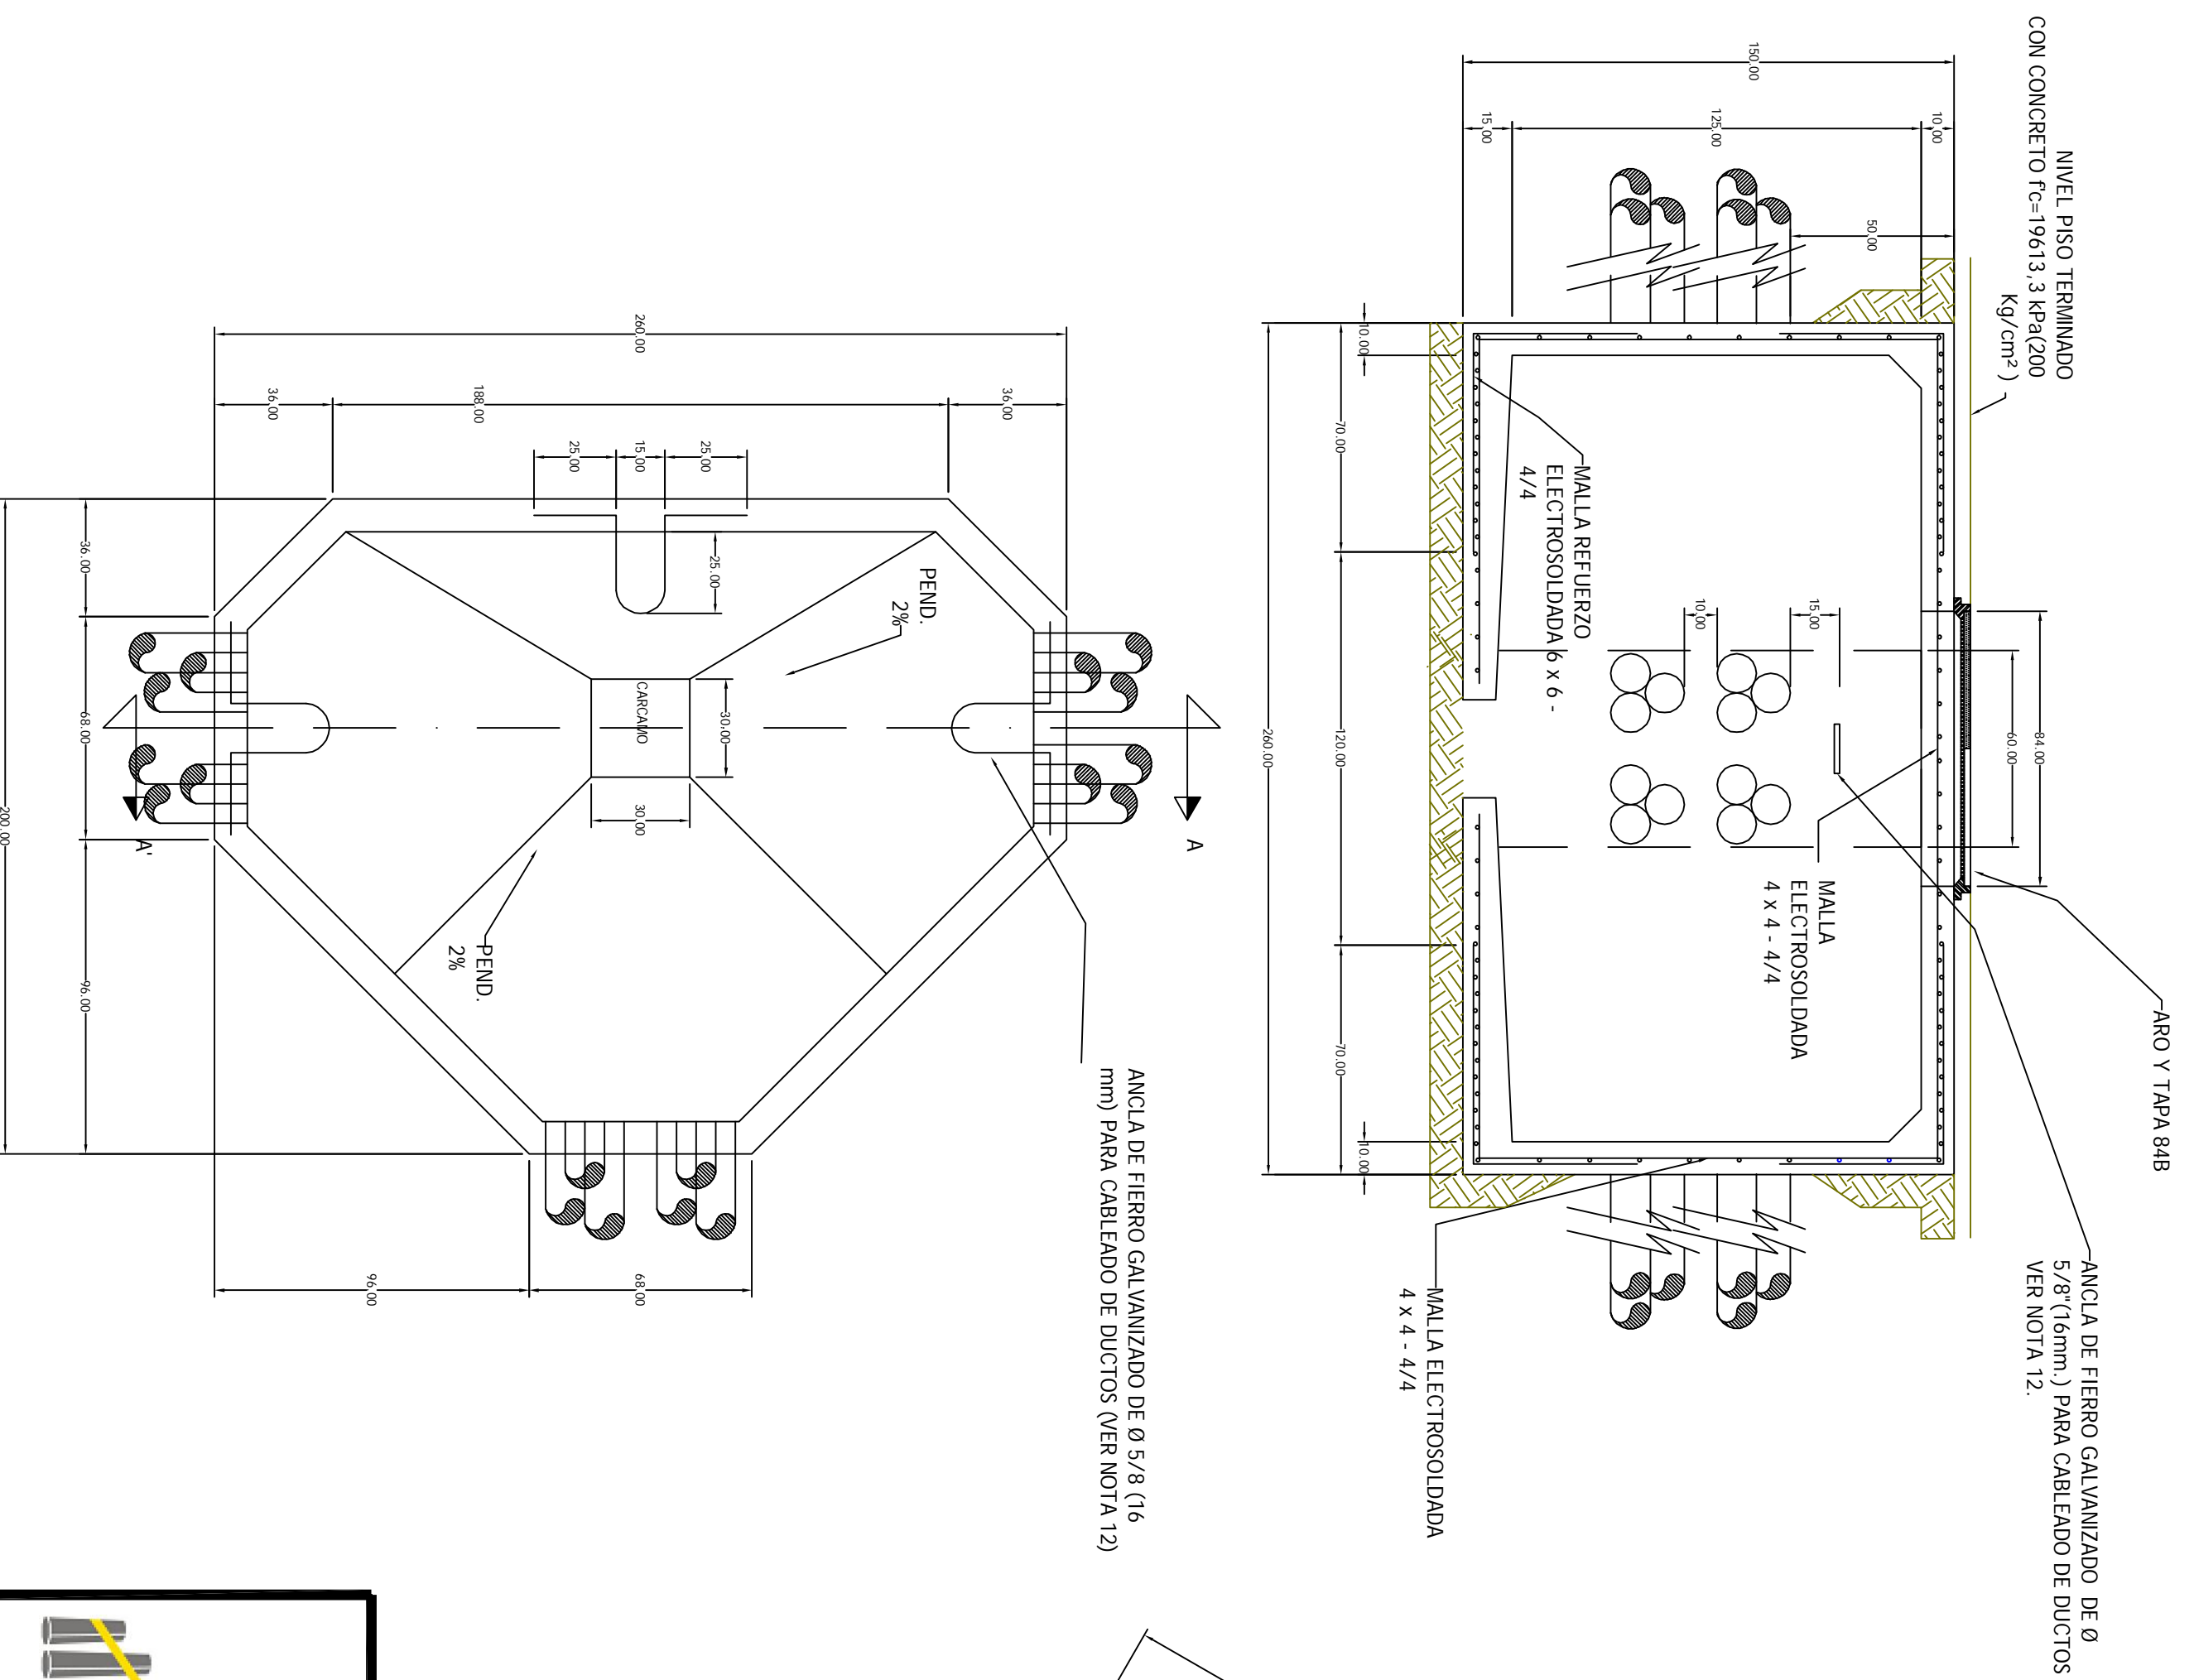 NIVEL PISO TERMINADO
CON CONCRETO f'c=19613,3 kPa(200
Kg/cm² )
ARO Y TAPA 84B
ANCLA DE FIERRO GALVANIZADO DE Ø
5/8"(16mm.) PARA CABLEADO DE DUCTOS
VER NOTA 12.
84.00
60.00
150.00
10.00
125.00
15.00
50.00
15.00
10.00
MALLA
ELECTROSOLDADA
4 x 4 - 4/4
MALLA REFUERZO
ELECTROSOLDADA 6 x 6 -
4/4
MALLA ELECTROSOLDADA
4 x 4 - 4/4
10.00
10.00
70.00
120.00
70.00
260.00
A
ANCLA DE FIERRO GALVANIZADO DE Ø 5/8 (16
mm) PARA CABLEADO DE DUCTOS (VER NOTA 12)
260.00
36.00
188.00
36.00
25.00
15.00
25.00
25.00
PEND.
2%
30.00
CARCAMO
30.00
PEND.
2%
68.00
96.00
A'
36.00
68.00
96.00
200.00